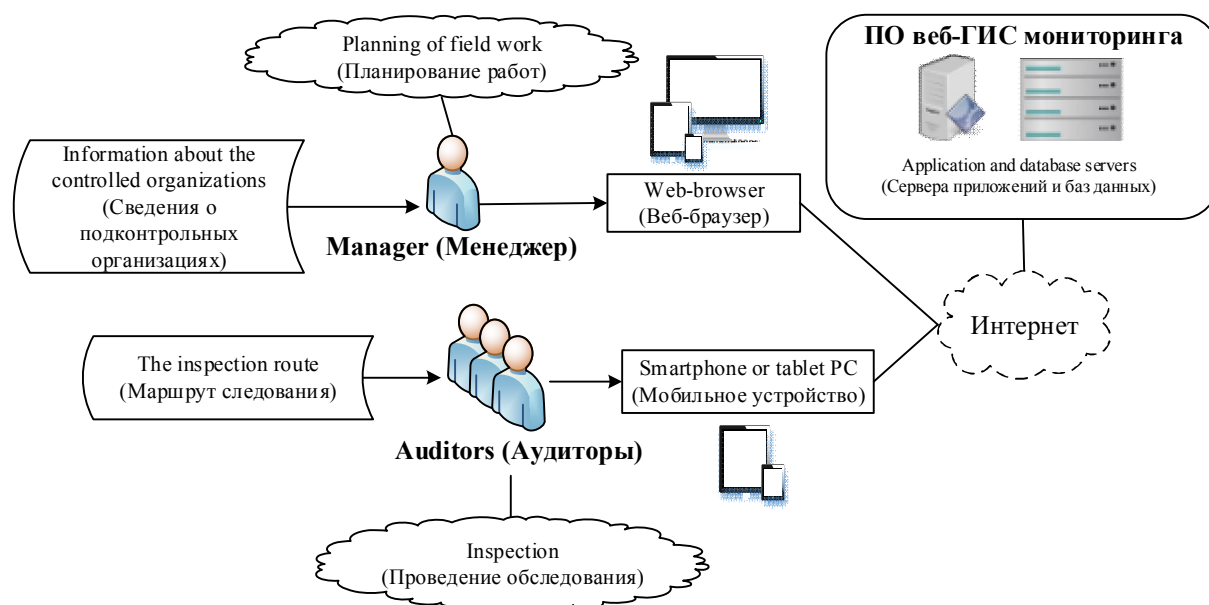 Planning of field work
(Планирование работ)
ПО веб-ГИС мониторинга
Application and database servers
(Сервера приложений и баз данных)
Information about the
controlled organizations
(Сведения о
подконтрольных
организациях)
Manager (Менеджер)
Web-browser
(Веб-браузер)
Интернет
The inspection route
(Маршрут следования)
Auditors (Аудиторы)
Smartphone or tablet PC
(Мобильное устройство)
Inspection
(Проведение обследования)